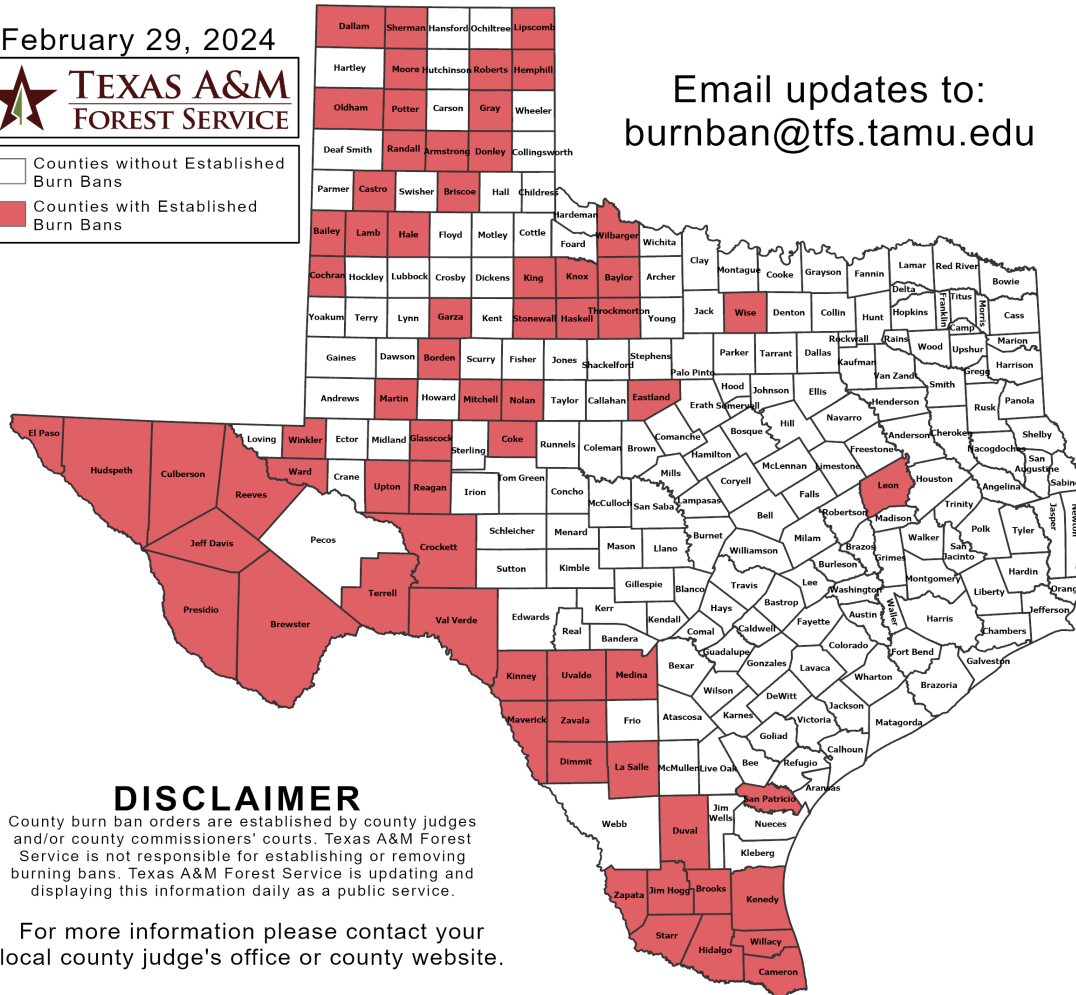 February 29, 2024
TEXAS A&M
FOREST SERVICE
Counties without Established
Burn Bans
Counties with Established
Burn Bans
Email updates to:
burnban@tfs.tamu.edu
Dallam Sherman Hansford Ochiltree Lipscomb
Hartley Moore Hutchinson Roberts Hemphill
Oldham Potter Carson Gray Wheeler
Deaf Smith Randall Armstrong Donley Collingsworth
Parmer Castro Swisher Briscoe Hall Childress
Hardeman
Bailey Lamb Hale Floyd Motley Cottle Foard Wilbarger Wichita Clay Montague Cooke Grayson Fannin Lamar Red River Bowie
Cochran Hockley Lubbock Crosby Dickens King Knox Baylor Archer
Delta Titus Franklin Morris Cass
Yoakum Terry Lynn Garza Kent Stonewall Haskell Throckmorton Young Jack Wise Denton Collin Hunt Hopkins Camp
Rockwall Rains Wood Upshur Marion
Gaines Dawson Borden Scurry Fisher Jones Shackelford Stephens Palo Pinto Parker Tarrant Dallas Kaufman Van Zandt Gregg Harrison
Andrews Martin Howard Mitchell Nolan Taylor Callahan Eastland Erath Hood Somervell Johnson Ellis Henderson Smith Rusk Panola
El Paso Loving Winkler Ector Midland Glasscock Sterling Coke Runnels Coleman Brown Comanche Bosque Hill Navarro Freestone Anderson Cherokee Nacogdoches Shelby
Hudspeth Culberson Reeves Ward Crane Upton Reagan Irion Tom Green Concho McCulloch San Saba Mills Hamilton Coryell McLennan Limestone Leon Houston Angelina San
Augustine Sabine
Lampasas Bell Falls Robertson Madison Trinity Polk Tyler Jasper Newton
Jeff Davis Pecos Crockett Schleicher Menard Mason Llano Burnet Williamson Milam Brazos Grimes Walker San
Jacinto Hardin
Presidio Brewster Terrell Val Verde Sutton Kimble Gillespie Blanco Travis Lee Burleson Washington Montgomery Liberty Orang
Edwards Real Kerr Bandera Kendall Comal Hays Caldwell Bastrop Fayette Austin Waller Harris Chambers Jefferson
Kinney Uvalde Medina Bexar Guadalupe Gonzales Lavaca Colorado Wharton Fort Bend Brazoria Galveston
Maverick Zavala Frio Atascosa Wilson Karnes DeWitt Victoria Jackson Matagorda
Dimmit La Salle McMullen Live Oak Bee Goliad Refugio Calhoun Aransas
Webb Duval Jim
Wells San Patricio Nueces Kleberg
Zapata Jim Hogg Brooks Kenedy
Starr Hidalgo Willacy
Cameron
DISCLAIMER
County burn ban orders are established by county judges
and/or county commissioners' courts. Texas A&M Forest
Service is not responsible for establishing or removing
burning bans. Texas A&M Forest Service is updating and
displaying this information daily as a public service.
For more information please contact your
local county judge's office or county website.